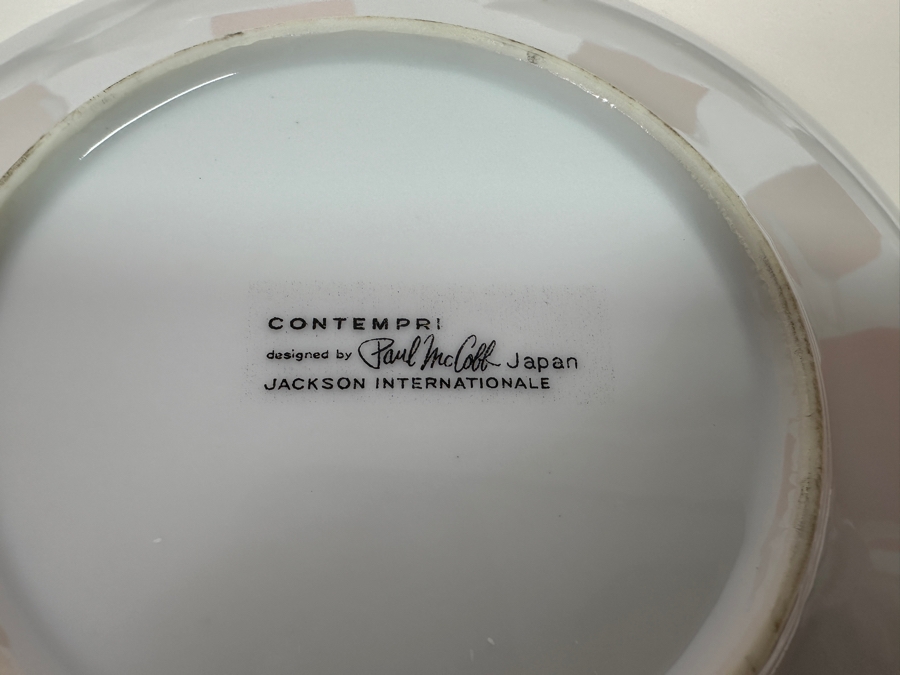 CONTEMPRI
designed by Paul McCobb Japan
JACKSON INTERNATIONALE